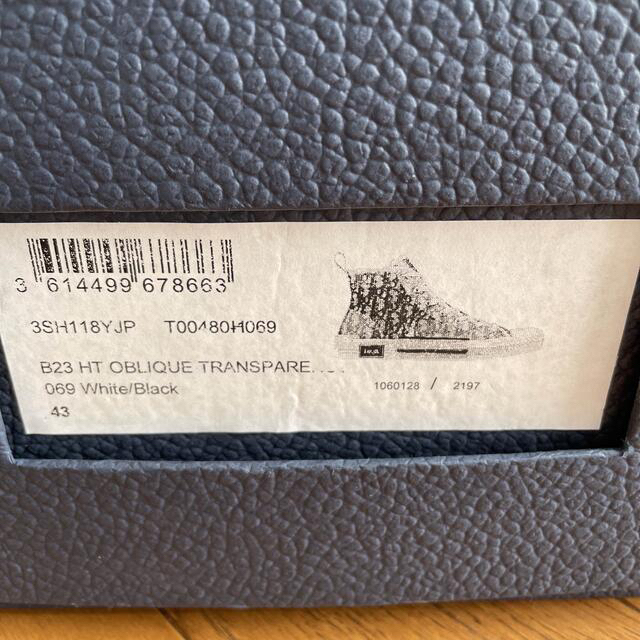 3 614499 678663
3SH118YJP T00480H069
B23 HT OBLIQUE TRANSPARE....
069 White/Black
43
1060128 / 2197